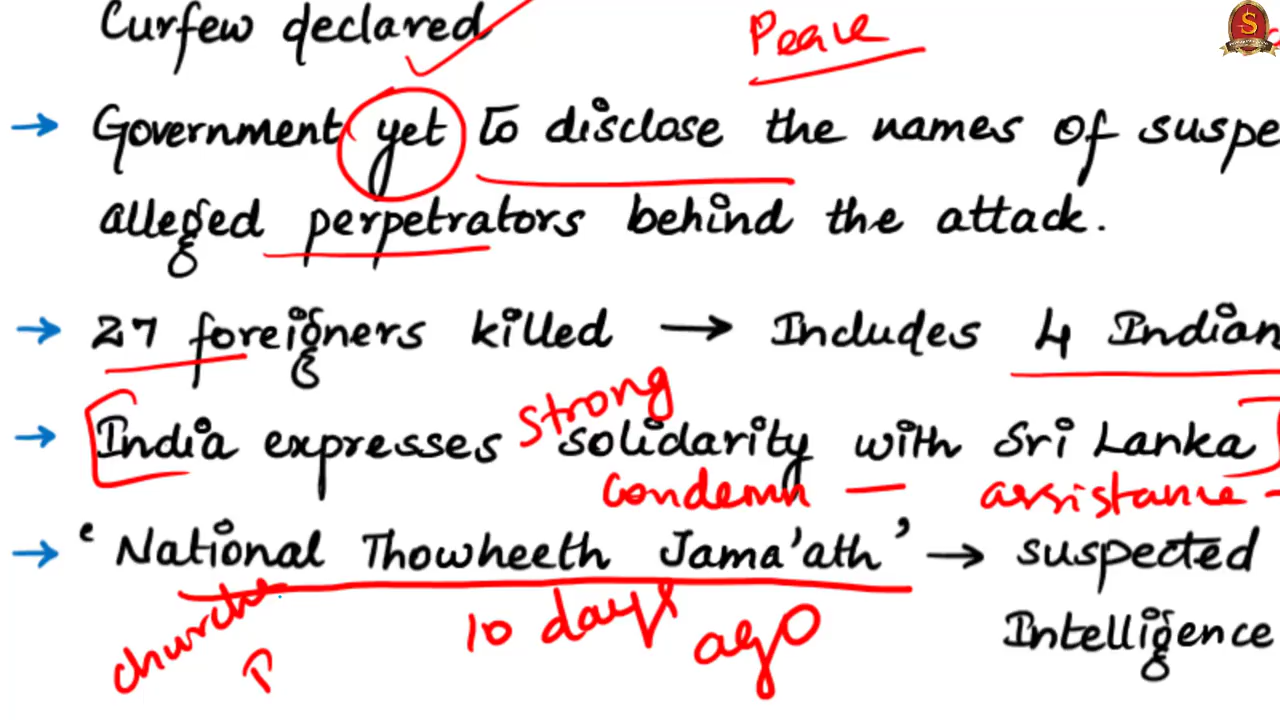 Curfew declared
Peace
Government yet to disclose the names of suspe
alleged perpetrators behind the attack.
→ 27 foreigners killed → Includes 4 Indian
strong
India expresses solidarity with Sri Lanka
condemn — assistance -
'National Thowheeth Jama'ath' → suspected
churche 10 days ago
P
Intelligence
S